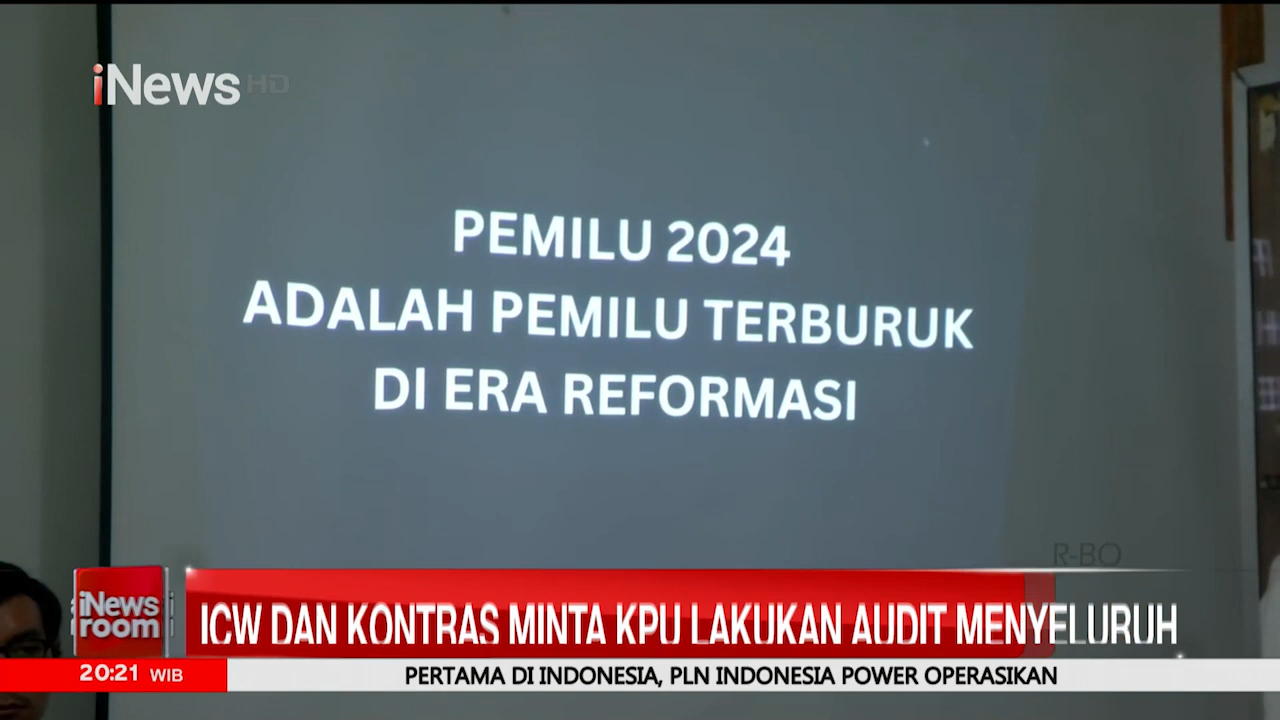 iNews HD
PEMILU 2024
ADALAH PEMILU TERBURUK
DI ERA REFORMASI
R-BO
iNews
room
ICW DAN KONTRAS MINTA KPU LAKUKAN AUDIT MENYELURUH
20:21 WIB
PERTAMA DI INDONESIA, PLN INDONESIA POWER OPERASIKAN